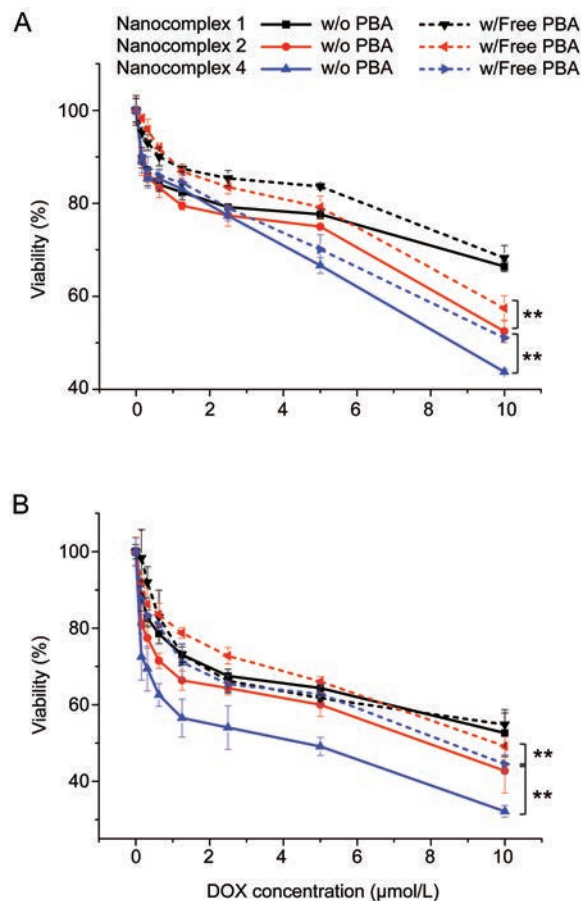 A
Nanocomplex 1 w/o PBA w/Free PBA
Nanocomplex 2 w/o PBA w/Free PBA
Nanocomplex 4 w/o PBA w/Free PBA
Viability (%)
100
80
60
40
0 2 4 6 8 10
**
**
B
Viability (%)
100
80
60
40
0 2 4 6 8 10
**
**
DOX concentration (μmol/L)